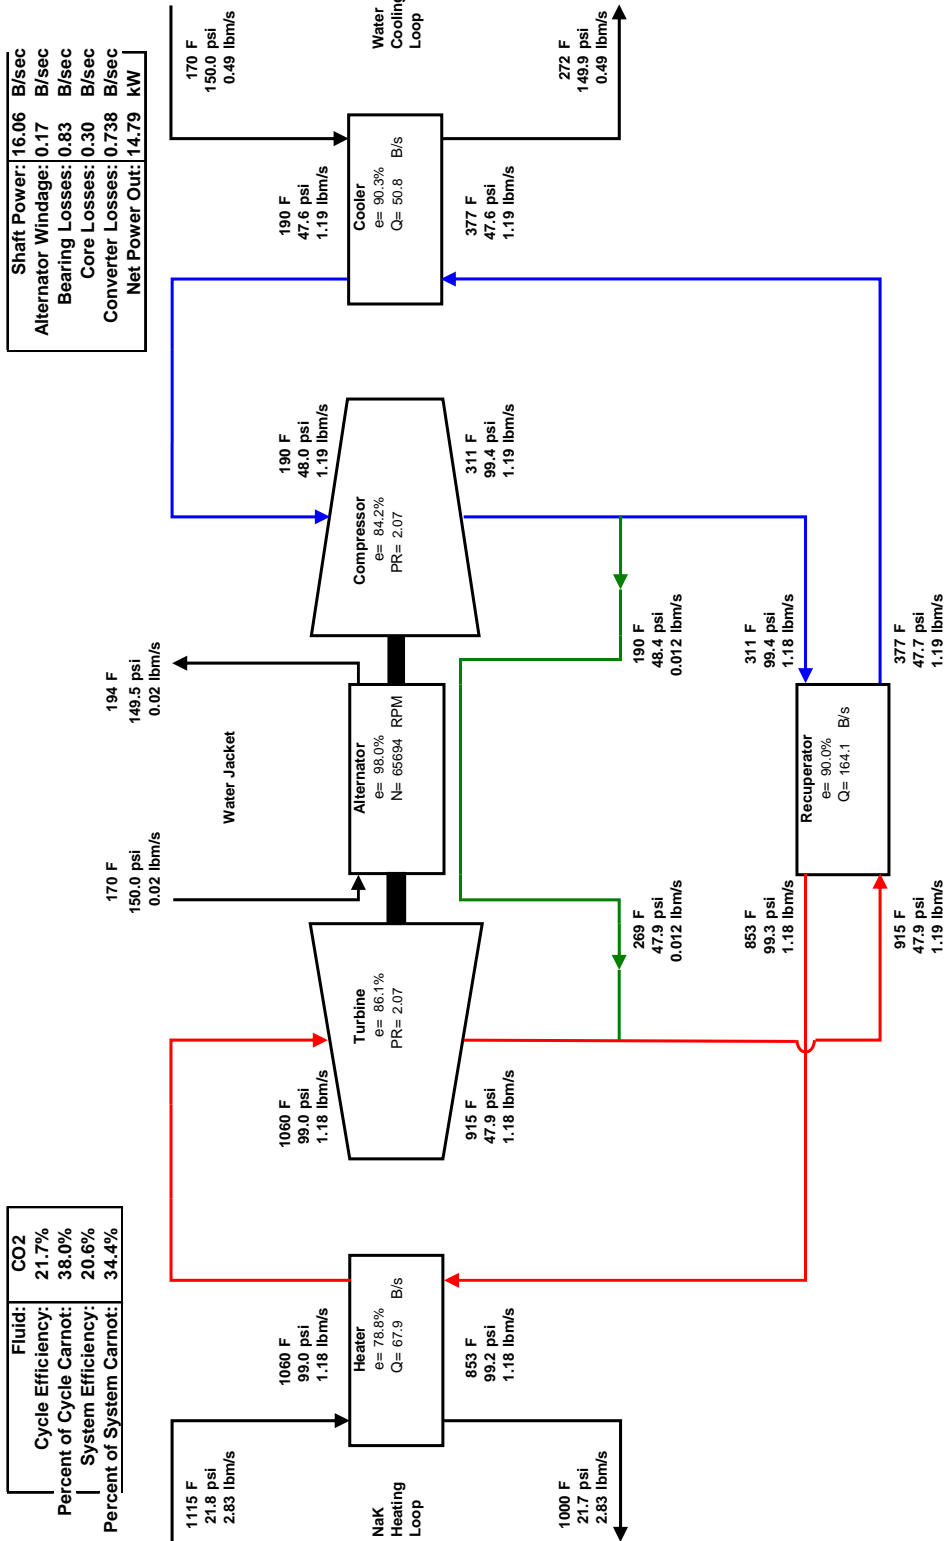 Fluid: CO2
Cycle Efficiency: 21.7%
Percent of Cycle Carnot: 38.0%
System Efficiency: 20.6%
Percent of System Carnot: 34.4%
Shaft Power: 16.06 B/sec
Alternator Windage: 0.17 B/sec
Bearing Losses: 0.83 B/sec
Core Losses: 0.30 B/sec
Converter Losses: 0.738 B/sec
Net Power Out: 14.79 kW
1115 F
21.8 psi
2.83 lbm/s
NaK
Heating
Loop
1000 F
21.7 psi
2.83 lbm/s
1060 F
99.0 psi
1.18 lbm/s
Heater
e= 78.8%
Q= 67.9 B/s
853 F
99.2 psi
1.18 lbm/s
1060 F
99.0 psi
1.18 lbm/s
Turbine
e= 86.1%
PR= 2.07
915 F
47.9 psi
1.18 lbm/s
170 F
150.0 psi
0.02 lbm/s
Water Jacket
194 F
149.5 psi
0.02 lbm/s
Alternator
e= 98.0%
N= 65694 RPM
269 F
47.9 psi
0.012 lbm/s
190 F
48.4 psi
0.012 lbm/s
853 F
99.3 psi
1.18 lbm/s
915 F
47.9 psi
1.19 lbm/s
Recuperator
e= 90.0%
Q= 164.1 B/s
311 F
99.4 psi
1.18 lbm/s
377 F
47.7 psi
1.19 lbm/s
190 F
48.0 psi
1.19 lbm/s
Compressor
e= 84.2%
PR= 2.07
311 F
99.4 psi
1.19 lbm/s
190 F
47.6 psi
1.19 lbm/s
Cooler
e= 90.3%
Q= 50.8 B/s
377 F
47.6 psi
1.19 lbm/s
170 F
150.0 psi
0.49 lbm/s
Water
Cooling
Loop
272 F
149.9 psi
0.49 lbm/s